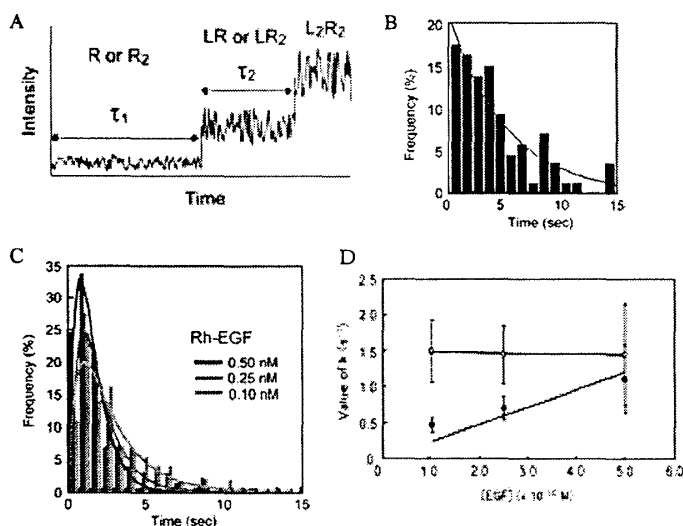 A
R or R₂
LR or LR₂
L₂R₂
τ₁
τ₂
Intensity
Time
B
20
15
10
5
0
Frequency (%)
0 5 10 15
Time (sec)
C
35
30
25
20
15
10
5
0
Frequency (%)
Rh-EGF
0.50 nM
0.25 nM
0.10 nM
0 5 10 15
Time (sec)
D
2.5
2.0
1.5
1.0
0.5
0
Value of k
1.0 2.0 3.0 4.0 5.0 6.0
[EGF]